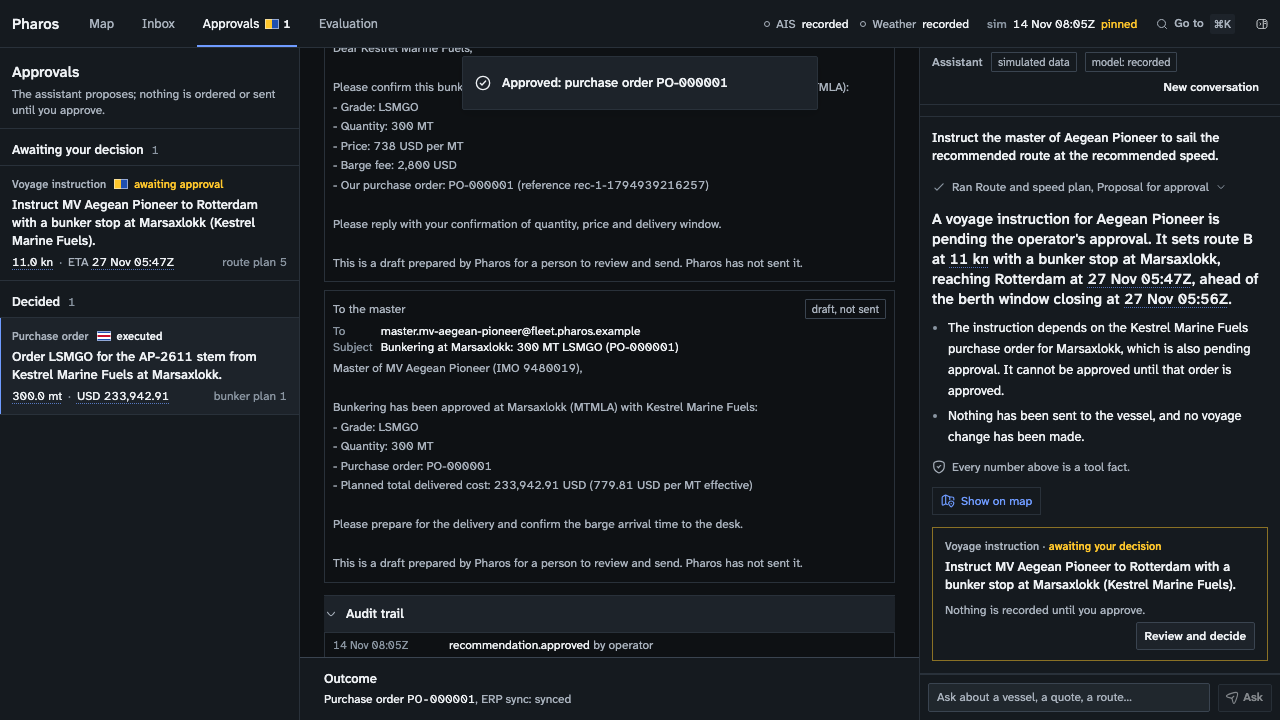 Pharos
Map
Inbox
Approvals 1
Evaluation
AIS recorded
Weather recorded
sim 14 Nov 08:05Z pinned
Go to ⌘K
Approvals
The assistant proposes; nothing is ordered or sent
until you approve.
Awaiting your decision 1
Voyage instruction awaiting approval
Instruct MV Aegean Pioneer to Rotterdam
with a bunker stop at Marsaxlokk (Kestrel
Marine Fuels).
11.0 kn · ETA 27 Nov 05:47Z route plan 5
Decided 1
Purchase order executed
Order LSMGO for the AP-2611 stem from
Kestrel Marine Fuels at Marsaxlokk.
300.0 mt · USD 233,942.91 bunker plan 1
Dear Kestrel Marine Fuels,
Approved: purchase order PO-000001
Please confirm this bunk
MLA):
- Grade: LSMGO
- Quantity: 300 MT
- Price: 738 USD per MT
- Barge fee: 2,800 USD
- Our purchase order: PO-000001 (reference rec-1-1794939216257)
Please reply with your confirmation of quantity, price and delivery window.
This is a draft prepared by Pharos for a person to review and send. Pharos has not sent it.
To the master
draft, not sent
To master.mv-aegean-pioneer@fleet.pharos.example
Subject Bunkering at Marsaxlokk: 300 MT LSMGO (PO-000001)
Master of MV Aegean Pioneer (IMO 9480019),
Bunkering has been approved at Marsaxlokk (MTMLA) with Kestrel Marine Fuels:
- Grade: LSMGO
- Quantity: 300 MT
- Purchase order: PO-000001
- Planned total delivered cost: 233,942.91 USD (779.81 USD per MT effective)
Please prepare for the delivery and confirm the barge arrival time to the desk.
This is a draft prepared by Pharos for a person to review and send. Pharos has not sent it.
Audit trail
14 Nov 08:05Z recommendation.approved by operator
Outcome
Purchase order PO-000001, ERP sync: synced
Assistant simulated data model: recorded
New conversation
Instruct the master of Aegean Pioneer to sail the
recommended route at the recommended speed.
Ran Route and speed plan, Proposal for approval
A voyage instruction for Aegean Pioneer is
pending the operator's approval. It sets route B
at 11 kn with a bunker stop at Marsaxlokk,
reaching Rotterdam at 27 Nov 05:47Z, ahead of
the berth window closing at 27 Nov 05:56Z.
• The instruction depends on the Kestrel Marine Fuels
purchase order for Marsaxlokk, which is also pending
approval. It cannot be approved until that order is
approved.
• Nothing has been sent to the vessel, and no voyage
change has been made.
Every number above is a tool fact.
Show on map
Voyage instruction · awaiting your decision
Instruct MV Aegean Pioneer to Rotterdam with a
bunker stop at Marsaxlokk (Kestrel Marine Fuels).
Nothing is recorded until you approve.
Review and decide
Ask about a vessel, a quote, a route...
Ask